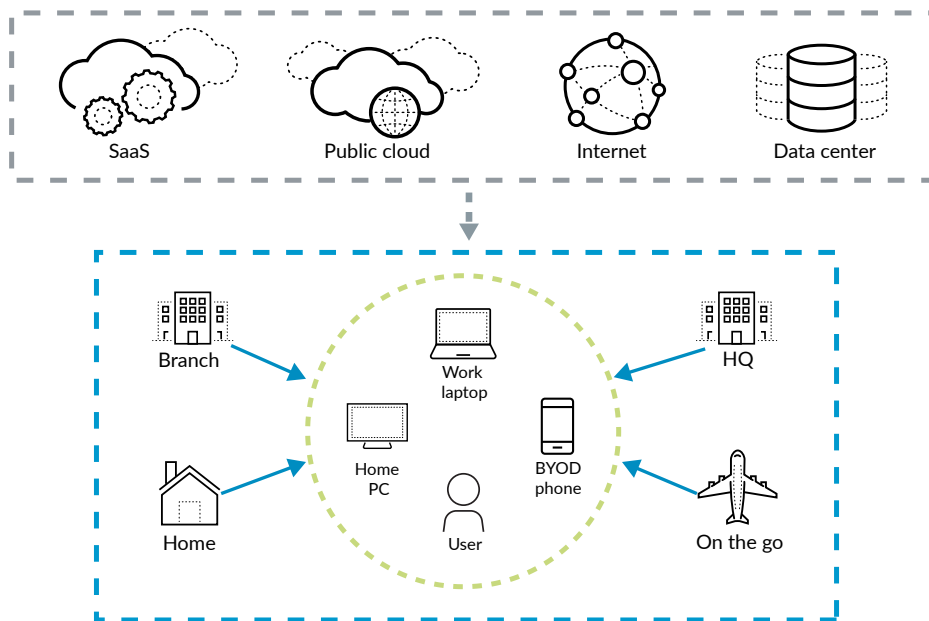 SaaS
Public cloud
Internet
Data center
Branch
HQ
Work
laptop
Home
PC
BYOD
phone
Home
User
On the go